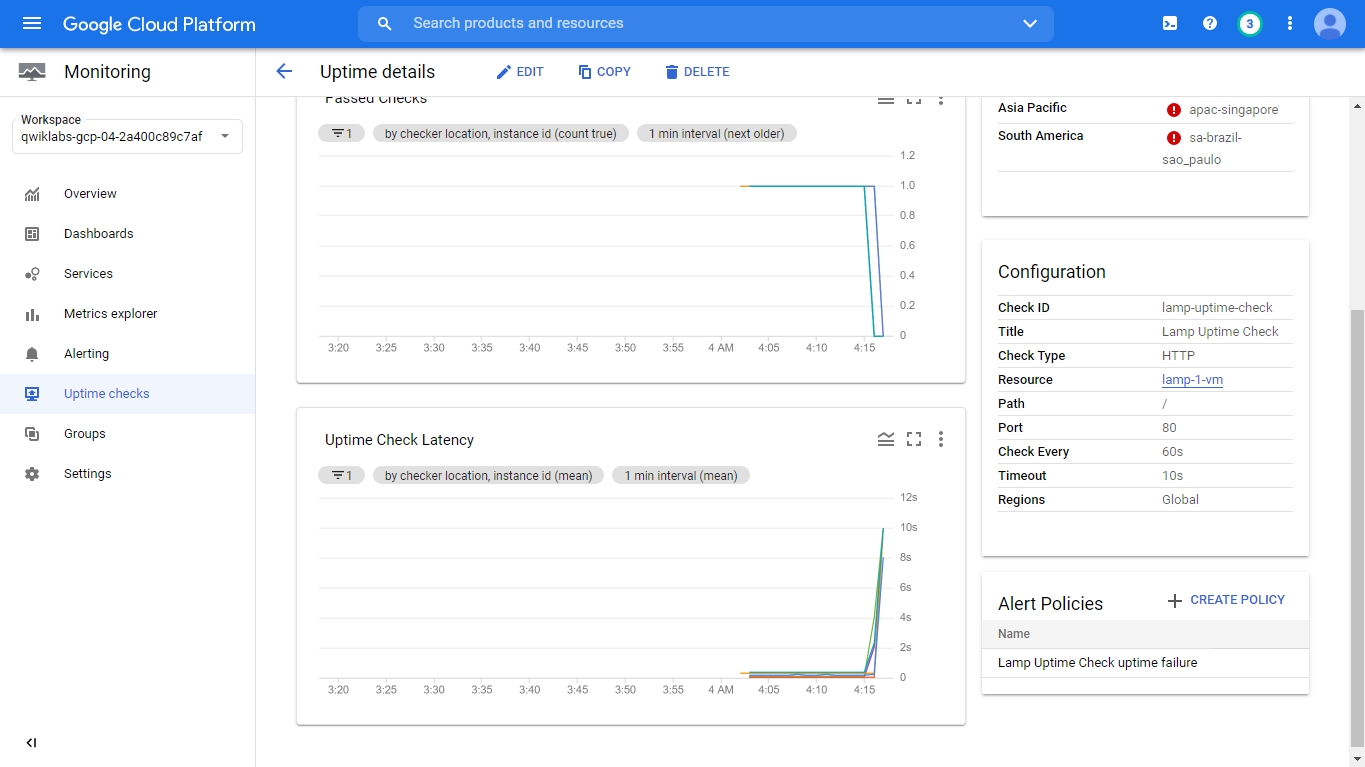 Google Cloud Platform
Search products and resources
3
Monitoring
Uptime details
EDIT
COPY
DELETE
Workspace
qwiklabs-gcp-04-2a400c89c7af
Overview
Dashboards
Services
Metrics explorer
Alerting
Uptime checks
Groups
Settings
Passed Checks
1
by checker location, instance id (count true)
1 min interval (next older)
1.2
1.0
0.8
0.6
0.4
0.2
0
3:20 3:25 3:30 3:35 3:40 3:45 3:50 3:55 4 AM 4:05 4:10 4:15
Uptime Check Latency
1
by checker location, instance id (mean)
1 min interval (mean)
12s
10s
8s
6s
4s
2s
0
3:20 3:25 3:30 3:35 3:40 3:45 3:50 3:55 4 AM 4:05 4:10 4:15
Asia Pacific apac-singapore
South America sa-brazil-
sao_paulo
Configuration
Check ID lamp-uptime-check
Title Lamp Uptime Check
Check Type HTTP
Resource lamp-1-vm
Path /
Port 80
Check Every 60s
Timeout 10s
Regions Global
Alert Policies
CREATE POLICY
Name
Lamp Uptime Check uptime failure